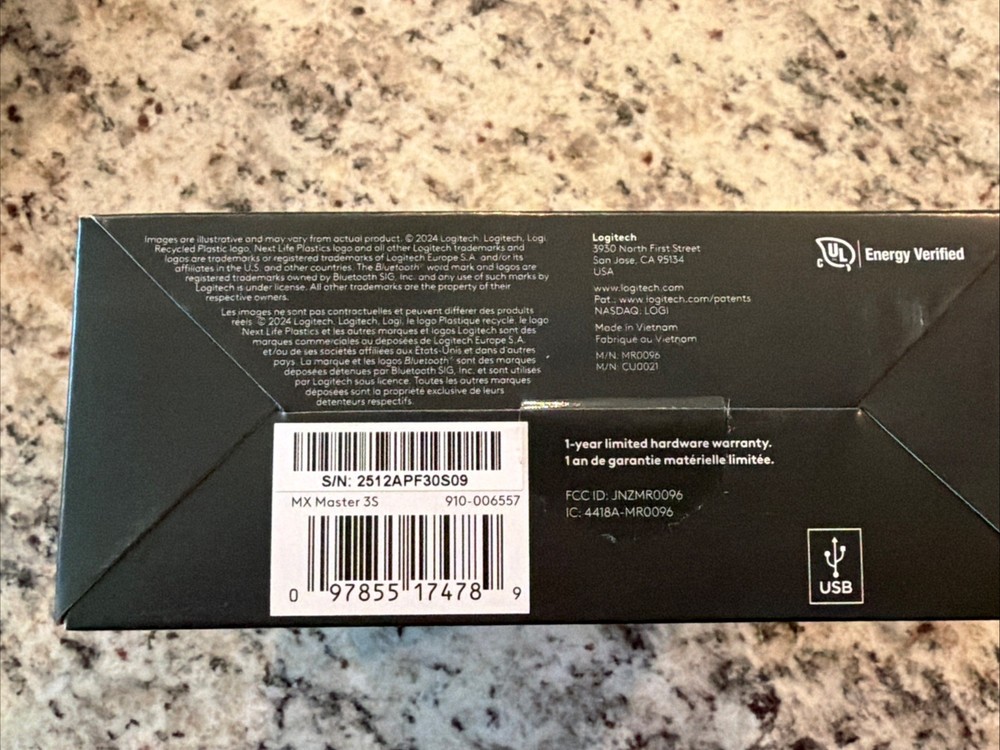 Images are illustrative and may vary from actual product. © 2024 Logitech. Logitech, Logi,
Recycled Plastic logo, Next Life Plastics logo and all other Logitech trademarks and
logos are trademarks or registered trademarks of Logitech Europe S.A. and/or its
affiliates in the U.S. and other countries. The Bluetooth® word mark and logos are
registered trademarks owned by Bluetooth SIG, Inc. and any use of such marks by
Logitech is under license. All other trademarks are the property of their
respective owners.
Les images ne sont pas contractuelles et peuvent différer des produits
réels. © 2024 Logitech. Logitech, Logi, le logo Plastique recyclé, le logo
Next Life Plastics et les autres marques et logos Logitech sont des
marques commerciales ou déposées de Logitech Europe S.A.
et/ou de ses sociétés affiliées aux États-Unis et dans d'autres
pays. La marque et les logos Bluetooth® sont des marques
déposées détenues par Bluetooth SIG, Inc. et sont utilisés
par Logitech sous licence. Toutes les autres marques
déposées sont la propriété exclusive de leurs
détenteurs respectifs.
Logitech
3930 North First Street
San Jose, CA 95134
USA
www.logitech.com
Pat.: www.logitech.com/patents
NASDAQ: LOGI
Made in Vietnam
Fabriqué au Vietnam
M/N: MR0096
M/N: CU0021
C UL
Energy Verified
S/N: 2512APF30S09
MX Master 3S 910-006557
0 97855 17478 9
1-year limited hardware warranty.
1 an de garantie matérielle limitée.
FCC ID: JNZMR0096
IC: 4418A-MR0096
USB